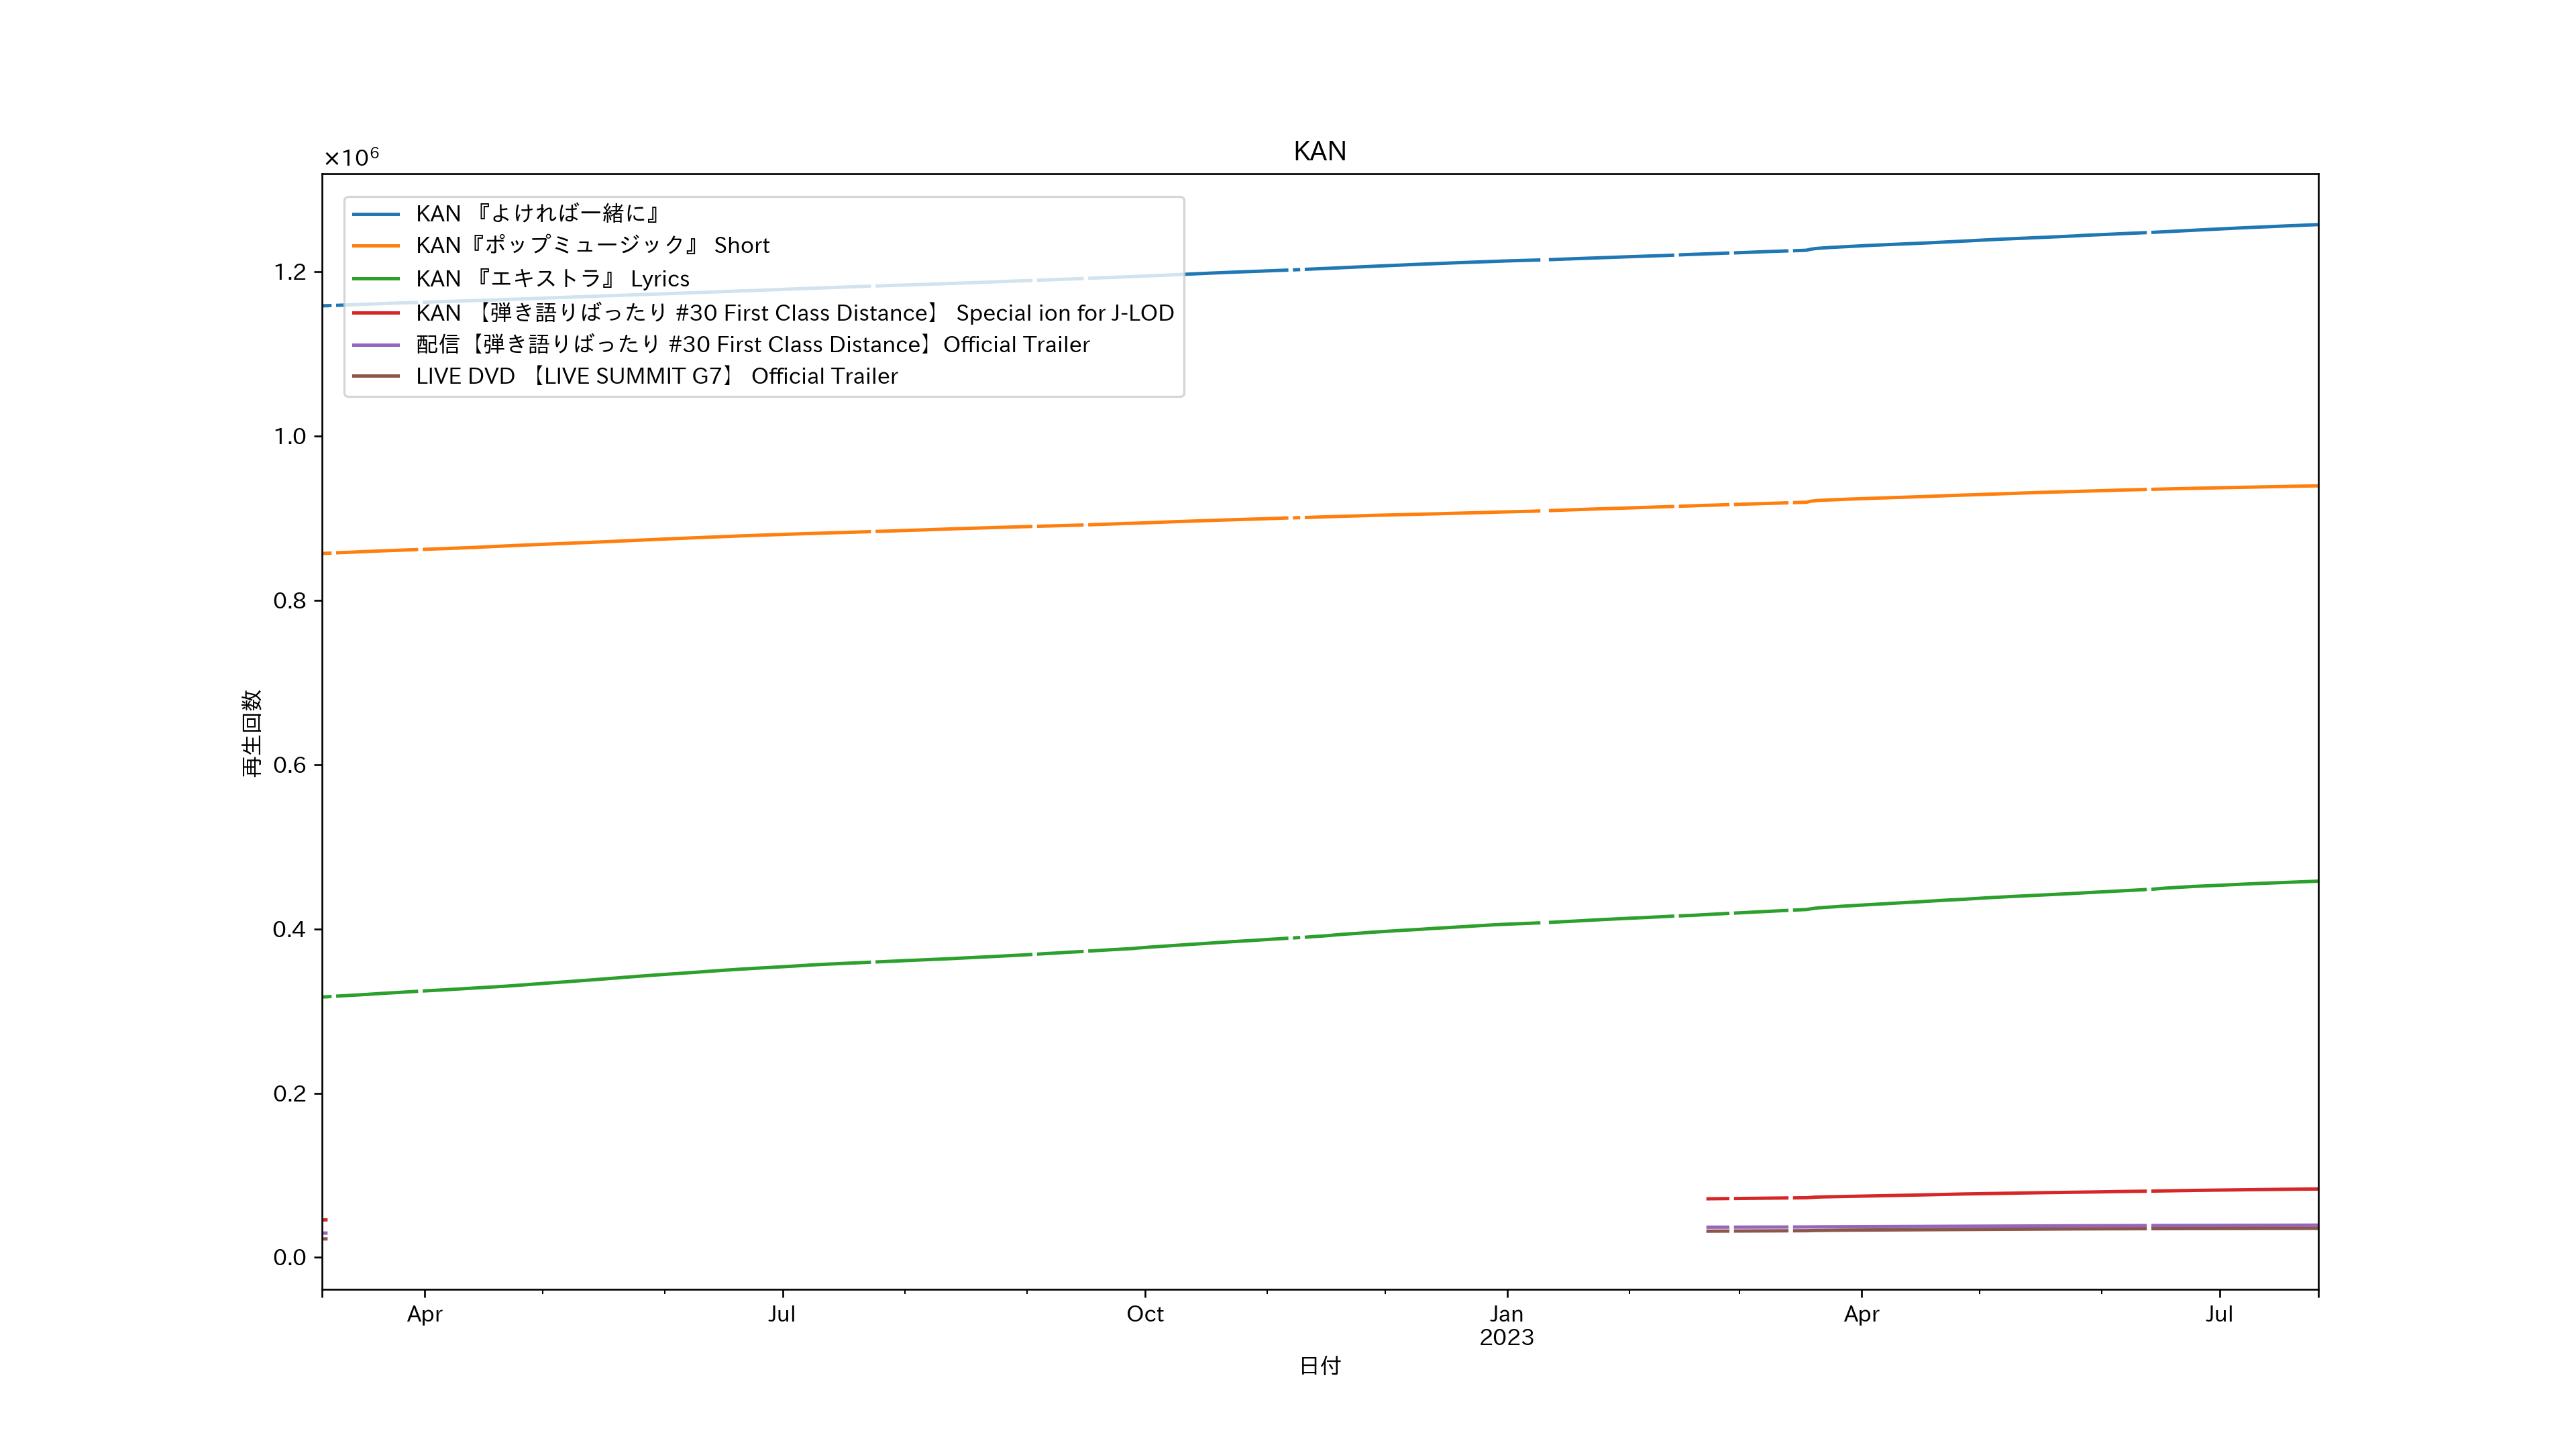 KAN
×10⁶
KAN 『よければ一緒に』
KAN『ポップミュージック』 Short
KAN 『エキストラ』 Lyrics
KAN 【弾き語りばったり #30 First Class Distance】 Special ion for J-LOD
配信【弾き語りばったり #30 First Class Distance】Official Trailer
LIVE DVD 【LIVE SUMMIT G7】 Official Trailer
1.2
1.0
0.8
0.6
0.4
0.2
0.0
再生回数
Apr Jul Oct Jan Apr Jul
2023
日付